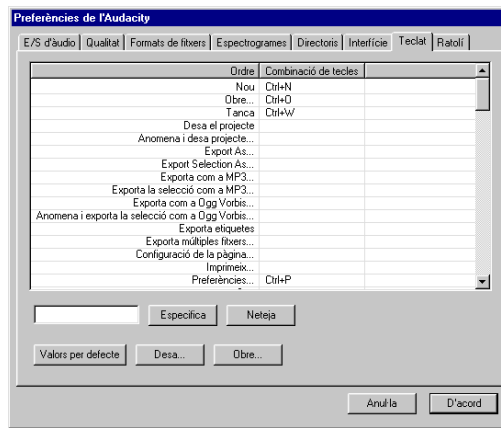 Preferències de l'Audacity
E/S d'àudio Qualitat Formats de fitxers Espectrogrames Directoris Interfície Teclat Ratolí
Ordre Combinació de tecles
Nou Ctrl+N
Obre... Ctrl+O
Tanca Ctrl+W
Desa el projecte
Anomena i desa projecte...
Export As...
Export Selection As...
Exporta com a MP3...
Exporta la selecció com a MP3...
Exporta com a Ogg Vorbis...
Anomena i exporta la selecció com a Ogg Vorbis...
Exporta etiquetes
Exporta múltiples fitxers...
Configuració de la pàgina...
Imprimeix...
Preferències... Ctrl+P
Especifica Neteja
Valors per defecte Desa... Obre...
Anul·la D'acord